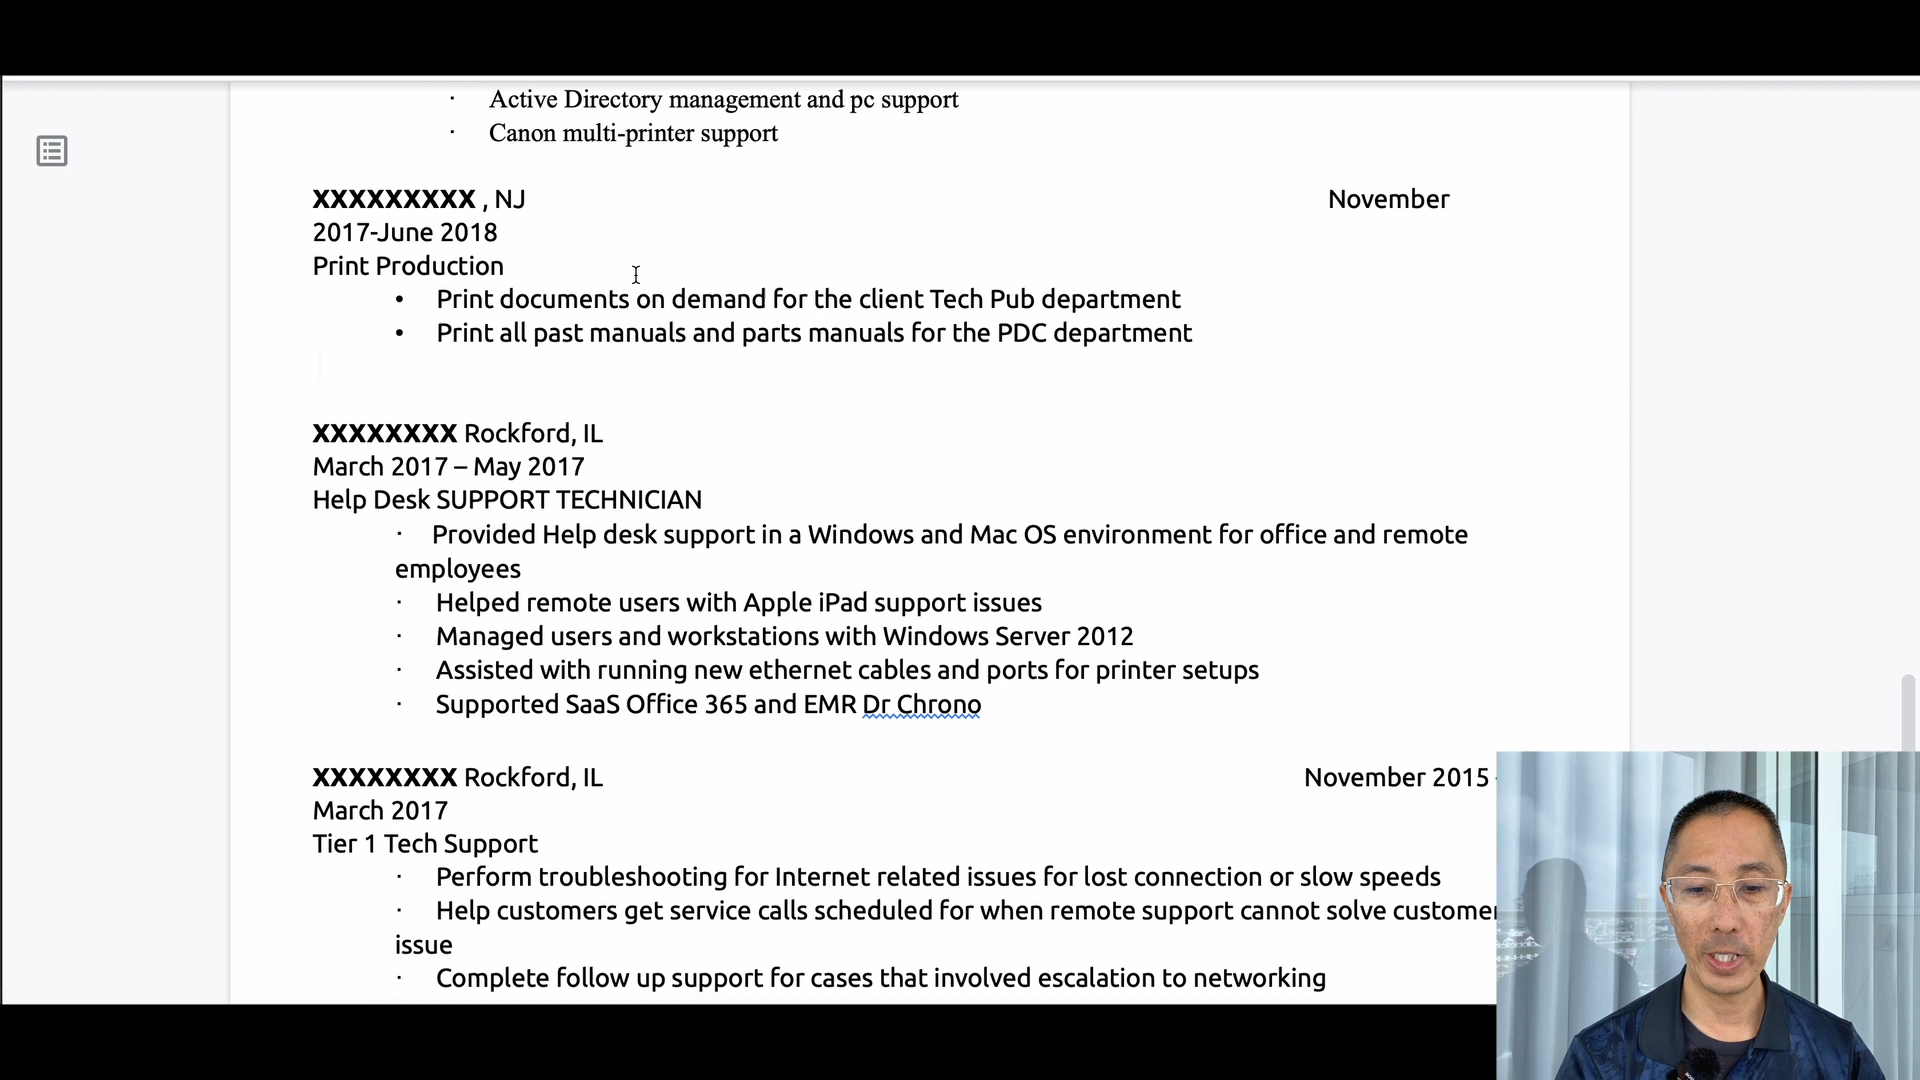 · Active Directory management and pc support
· Canon multi-printer support
XXXXXXXXX , NJ November
2017-June 2018
Print Production
• Print documents on demand for the client Tech Pub department
• Print all past manuals and parts manuals for the PDC department
XXXXXXXX Rockford, IL
March 2017 – May 2017
Help Desk SUPPORT TECHNICIAN
· Provided Help desk support in a Windows and Mac OS environment for office and remote
employees
· Helped remote users with Apple iPad support issues
· Managed users and workstations with Windows Server 2012
· Assisted with running new ethernet cables and ports for printer setups
· Supported SaaS Office 365 and EMR Dr Chrono
XXXXXXXX Rockford, IL November 2015 -
March 2017
Tier 1 Tech Support
· Perform troubleshooting for Internet related issues for lost connection or slow speeds
· Help customers get service calls scheduled for when remote support cannot solve customer
issue
· Complete follow up support for cases that involved escalation to networking